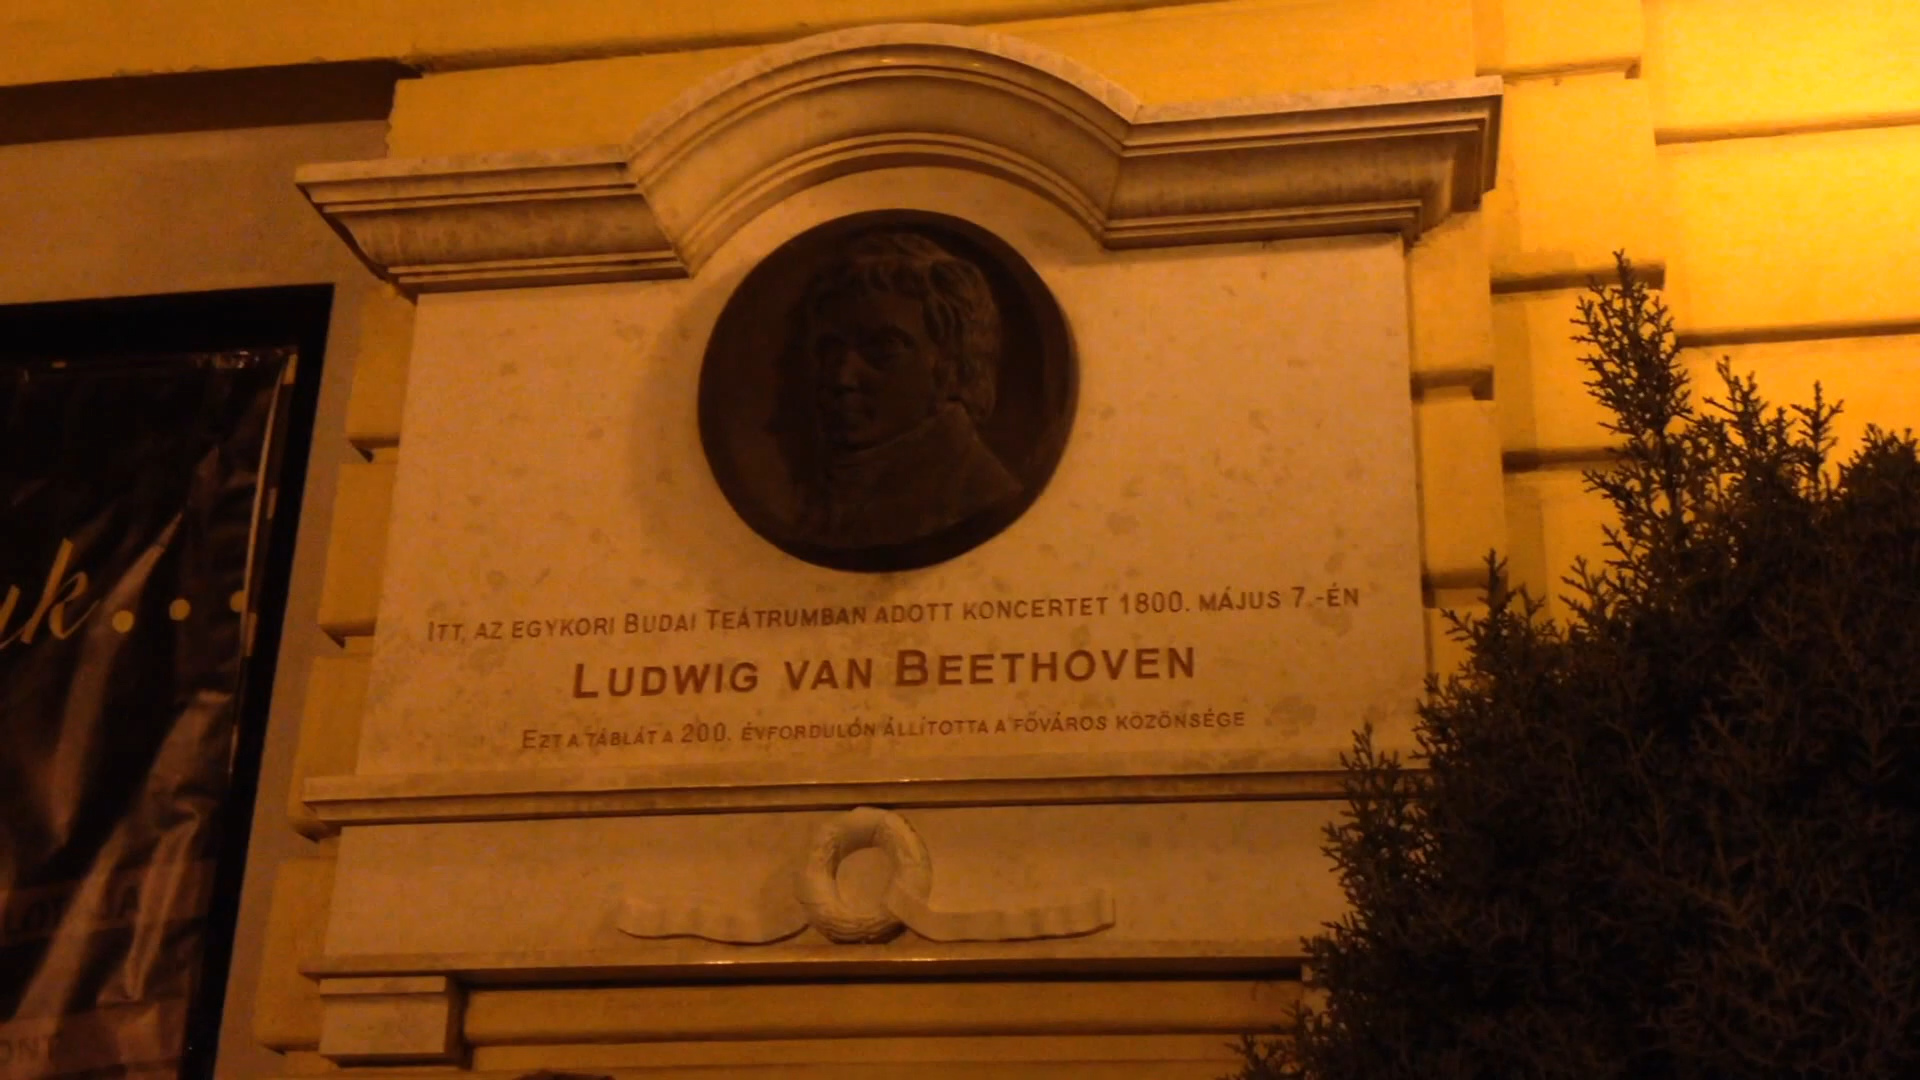 Itt, az egykori Budai Teátrumban adott koncertet 1800. május 7.-én
Ludwig van Beethoven
Ezt a táblát a 200. évfordulón állította a főváros közönsége
yk...